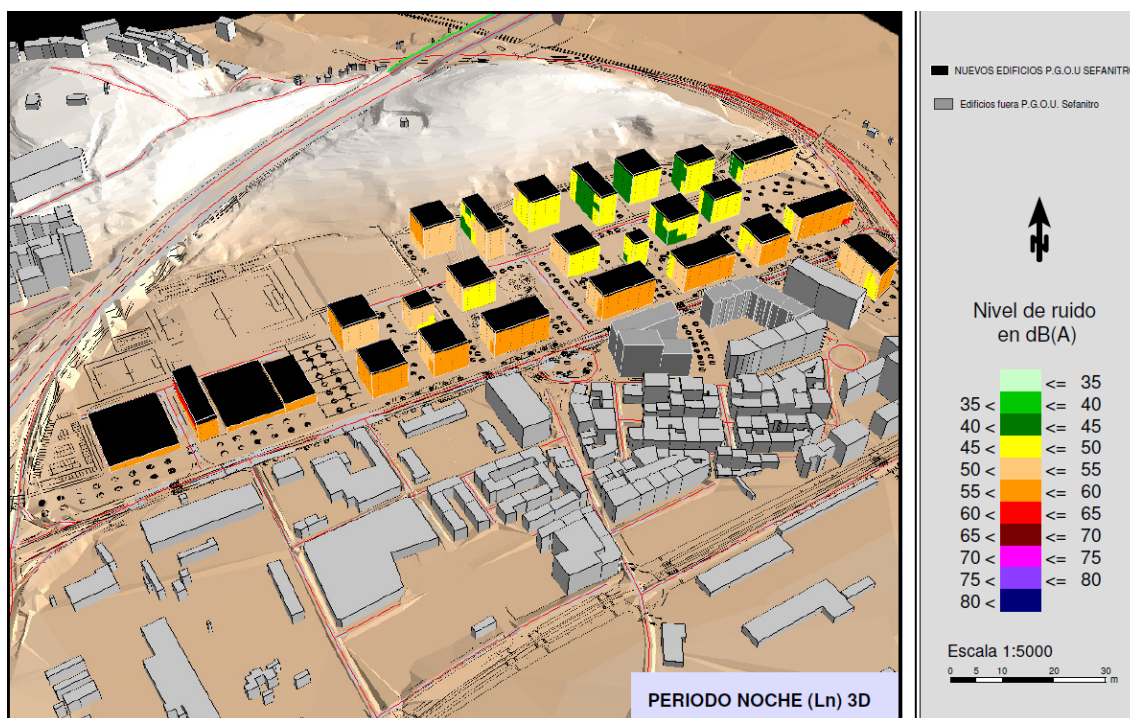 NUEVOS EDIFICIOS P.G.O.U SEFANITRO
Edificios fuera P.G.O.U. Sefanitro
N
Nivel de ruido
en dB(A)
<= 35
35 < <= 40
40 < <= 45
45 < <= 50
50 < <= 55
55 < <= 60
60 < <= 65
65 < <= 70
70 < <= 75
75 < <= 80
80 <
Escala 1:5000
0 5 10 20 30
m
PERIODO NOCHE (Ln) 3D